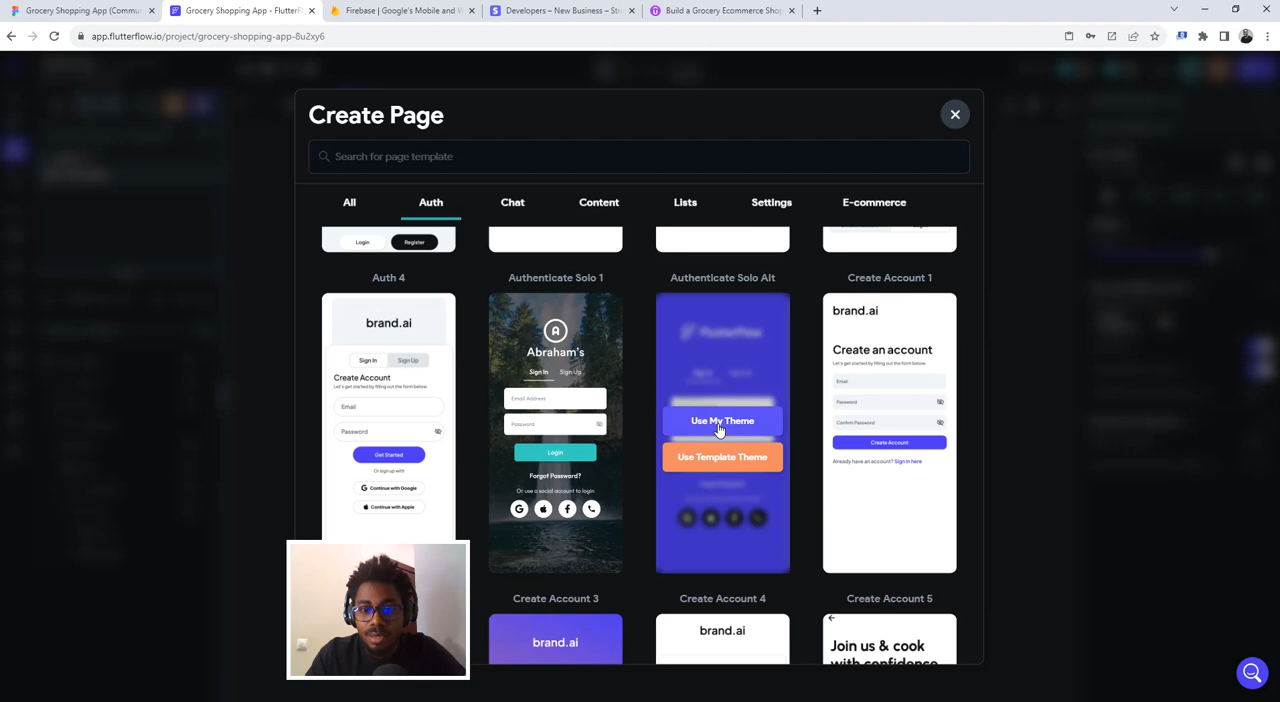 Grocery Shopping App (Commu
Grocery Shopping App - FlutterF
Firebase | Google's Mobile and W
Developers – New Business – Str
Build a Grocery Ecommerce Shop
app.flutterflow.io/project/grocery-shopping-app-8u2xy6
Create Page
Search for page template
All
Auth
Chat
Content
Lists
Settings
E-commerce
Login
Register
Auth 4
Authenticate Solo 1
Authenticate Solo Alt
Create Account 1
brand.ai
Sign In
Sign Up
Create Account
Let's get started by filling out the form below.
Email
Password
Get Started
Or sign up with
Continue with Google
Continue with Apple
Abraham's
Sign In
Sign Up
Email Address
Password
Login
Forgot Password?
Or use a social account to login
FlutterFlow
Use My Theme
Use Template Theme
brand.ai
Create an account
Let's get started by filling out the form below.
Email
Password
Confirm Password
Create Account
Already have an account? Sign In here
Create Account 3
Create Account 4
Create Account 5
brand.ai
brand.ai
Join us & cook
with confidence